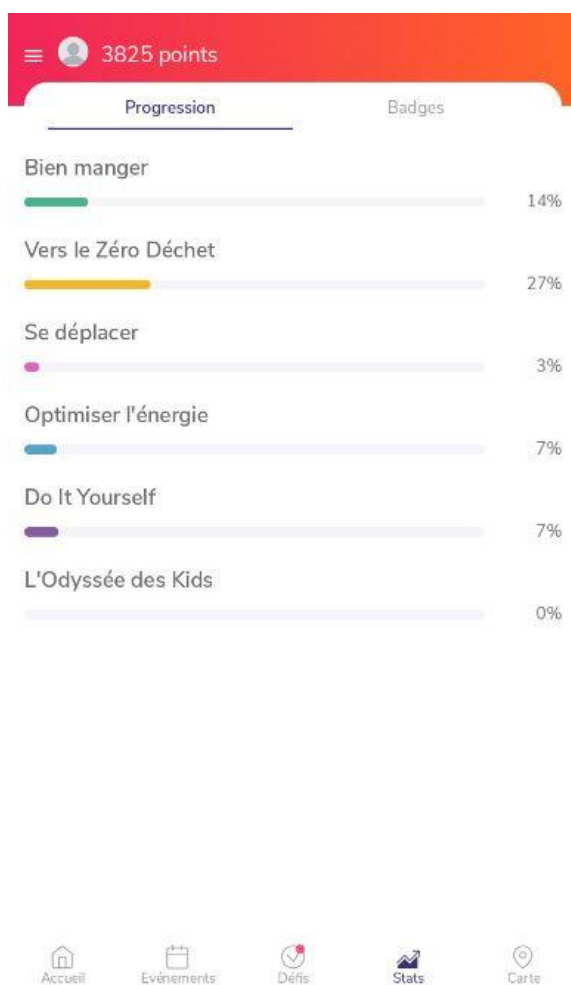 3825 points
Progression Badges
Bien manger
14%
Vers le Zéro Déchet
27%
Se déplacer
3%
Optimiser l'énergie
7%
Do It Yourself
7%
L'Odyssée des Kids
0%
Accueil Evénements Défis Stats Carte